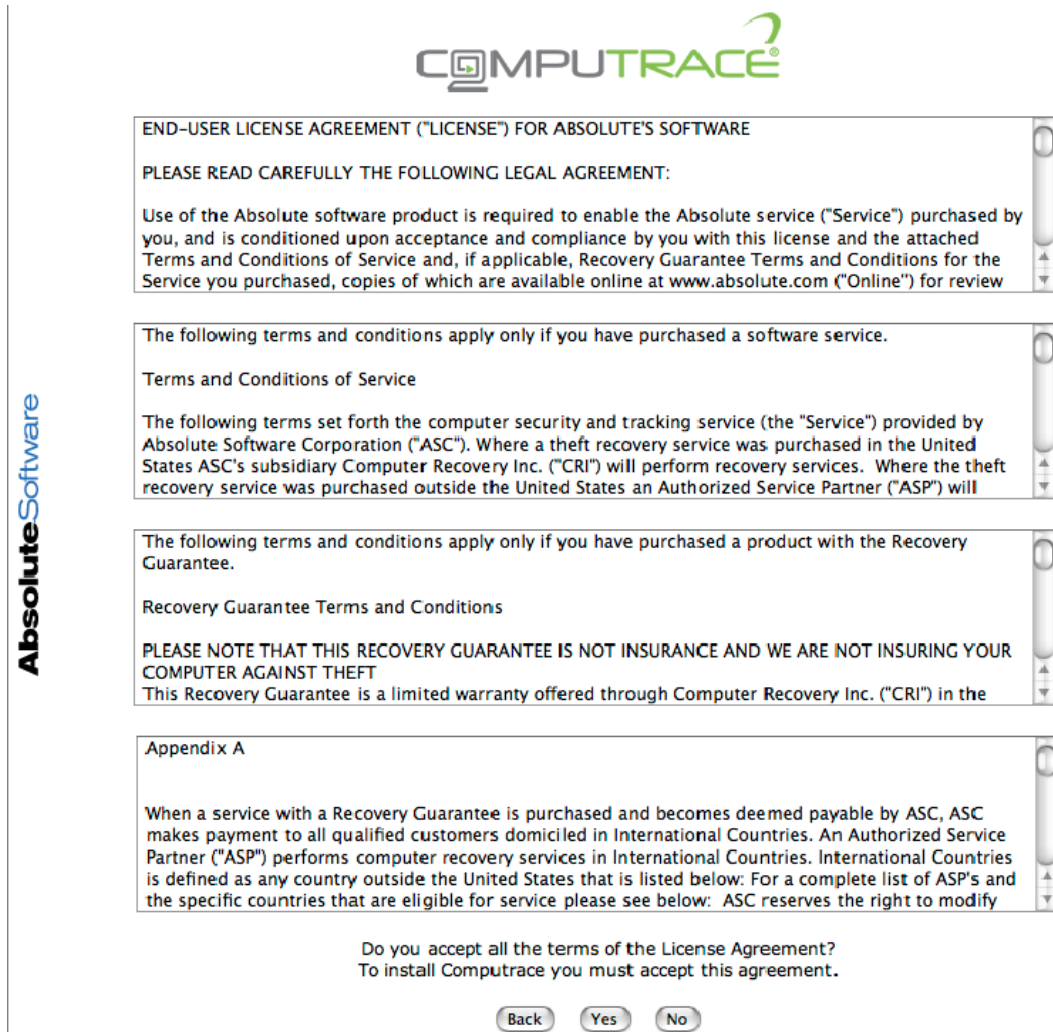 COMPUTRACE®
END-USER LICENSE AGREEMENT ("LICENSE") FOR ABSOLUTE'S SOFTWARE
PLEASE READ CAREFULLY THE FOLLOWING LEGAL AGREEMENT:
Use of the Absolute software product is required to enable the Absolute service ("Service") purchased by
you, and is conditioned upon acceptance and compliance by you with this license and the attached
Terms and Conditions of Service and, if applicable, Recovery Guarantee Terms and Conditions for the
Service you purchased, copies of which are available online at www.absolute.com ("Online") for review
The following terms and conditions apply only if you have purchased a software service.
Terms and Conditions of Service
The following terms set forth the computer security and tracking service (the "Service") provided by
Absolute Software Corporation ("ASC"). Where a theft recovery service was purchased in the United
States ASC's subsidiary Computer Recovery Inc. ("CRI") will perform recovery services.  Where the theft
recovery service was purchased outside the United States an Authorized Service Partner ("ASP") will
The following terms and conditions apply only if you have purchased a product with the Recovery
Guarantee.
Recovery Guarantee Terms and Conditions
PLEASE NOTE THAT THIS RECOVERY GUARANTEE IS NOT INSURANCE AND WE ARE NOT INSURING YOUR
COMPUTER AGAINST THEFT
This Recovery Guarantee is a limited warranty offered through Computer Recovery Inc. ("CRI") in the
Appendix A
When a service with a Recovery Guarantee is purchased and becomes deemed payable by ASC, ASC
makes payment to all qualified customers domiciled in International Countries. An Authorized Service
Partner ("ASP") performs computer recovery services in International Countries. International Countries
is defined as any country outside the United States that is listed below: For a complete list of ASP's and
the specific countries that are eligible for service please see below:  ASC reserves the right to modify
Do you accept all the terms of the License Agreement?
To install Computrace you must accept this agreement.
Back Yes No
AbsoluteSoftware